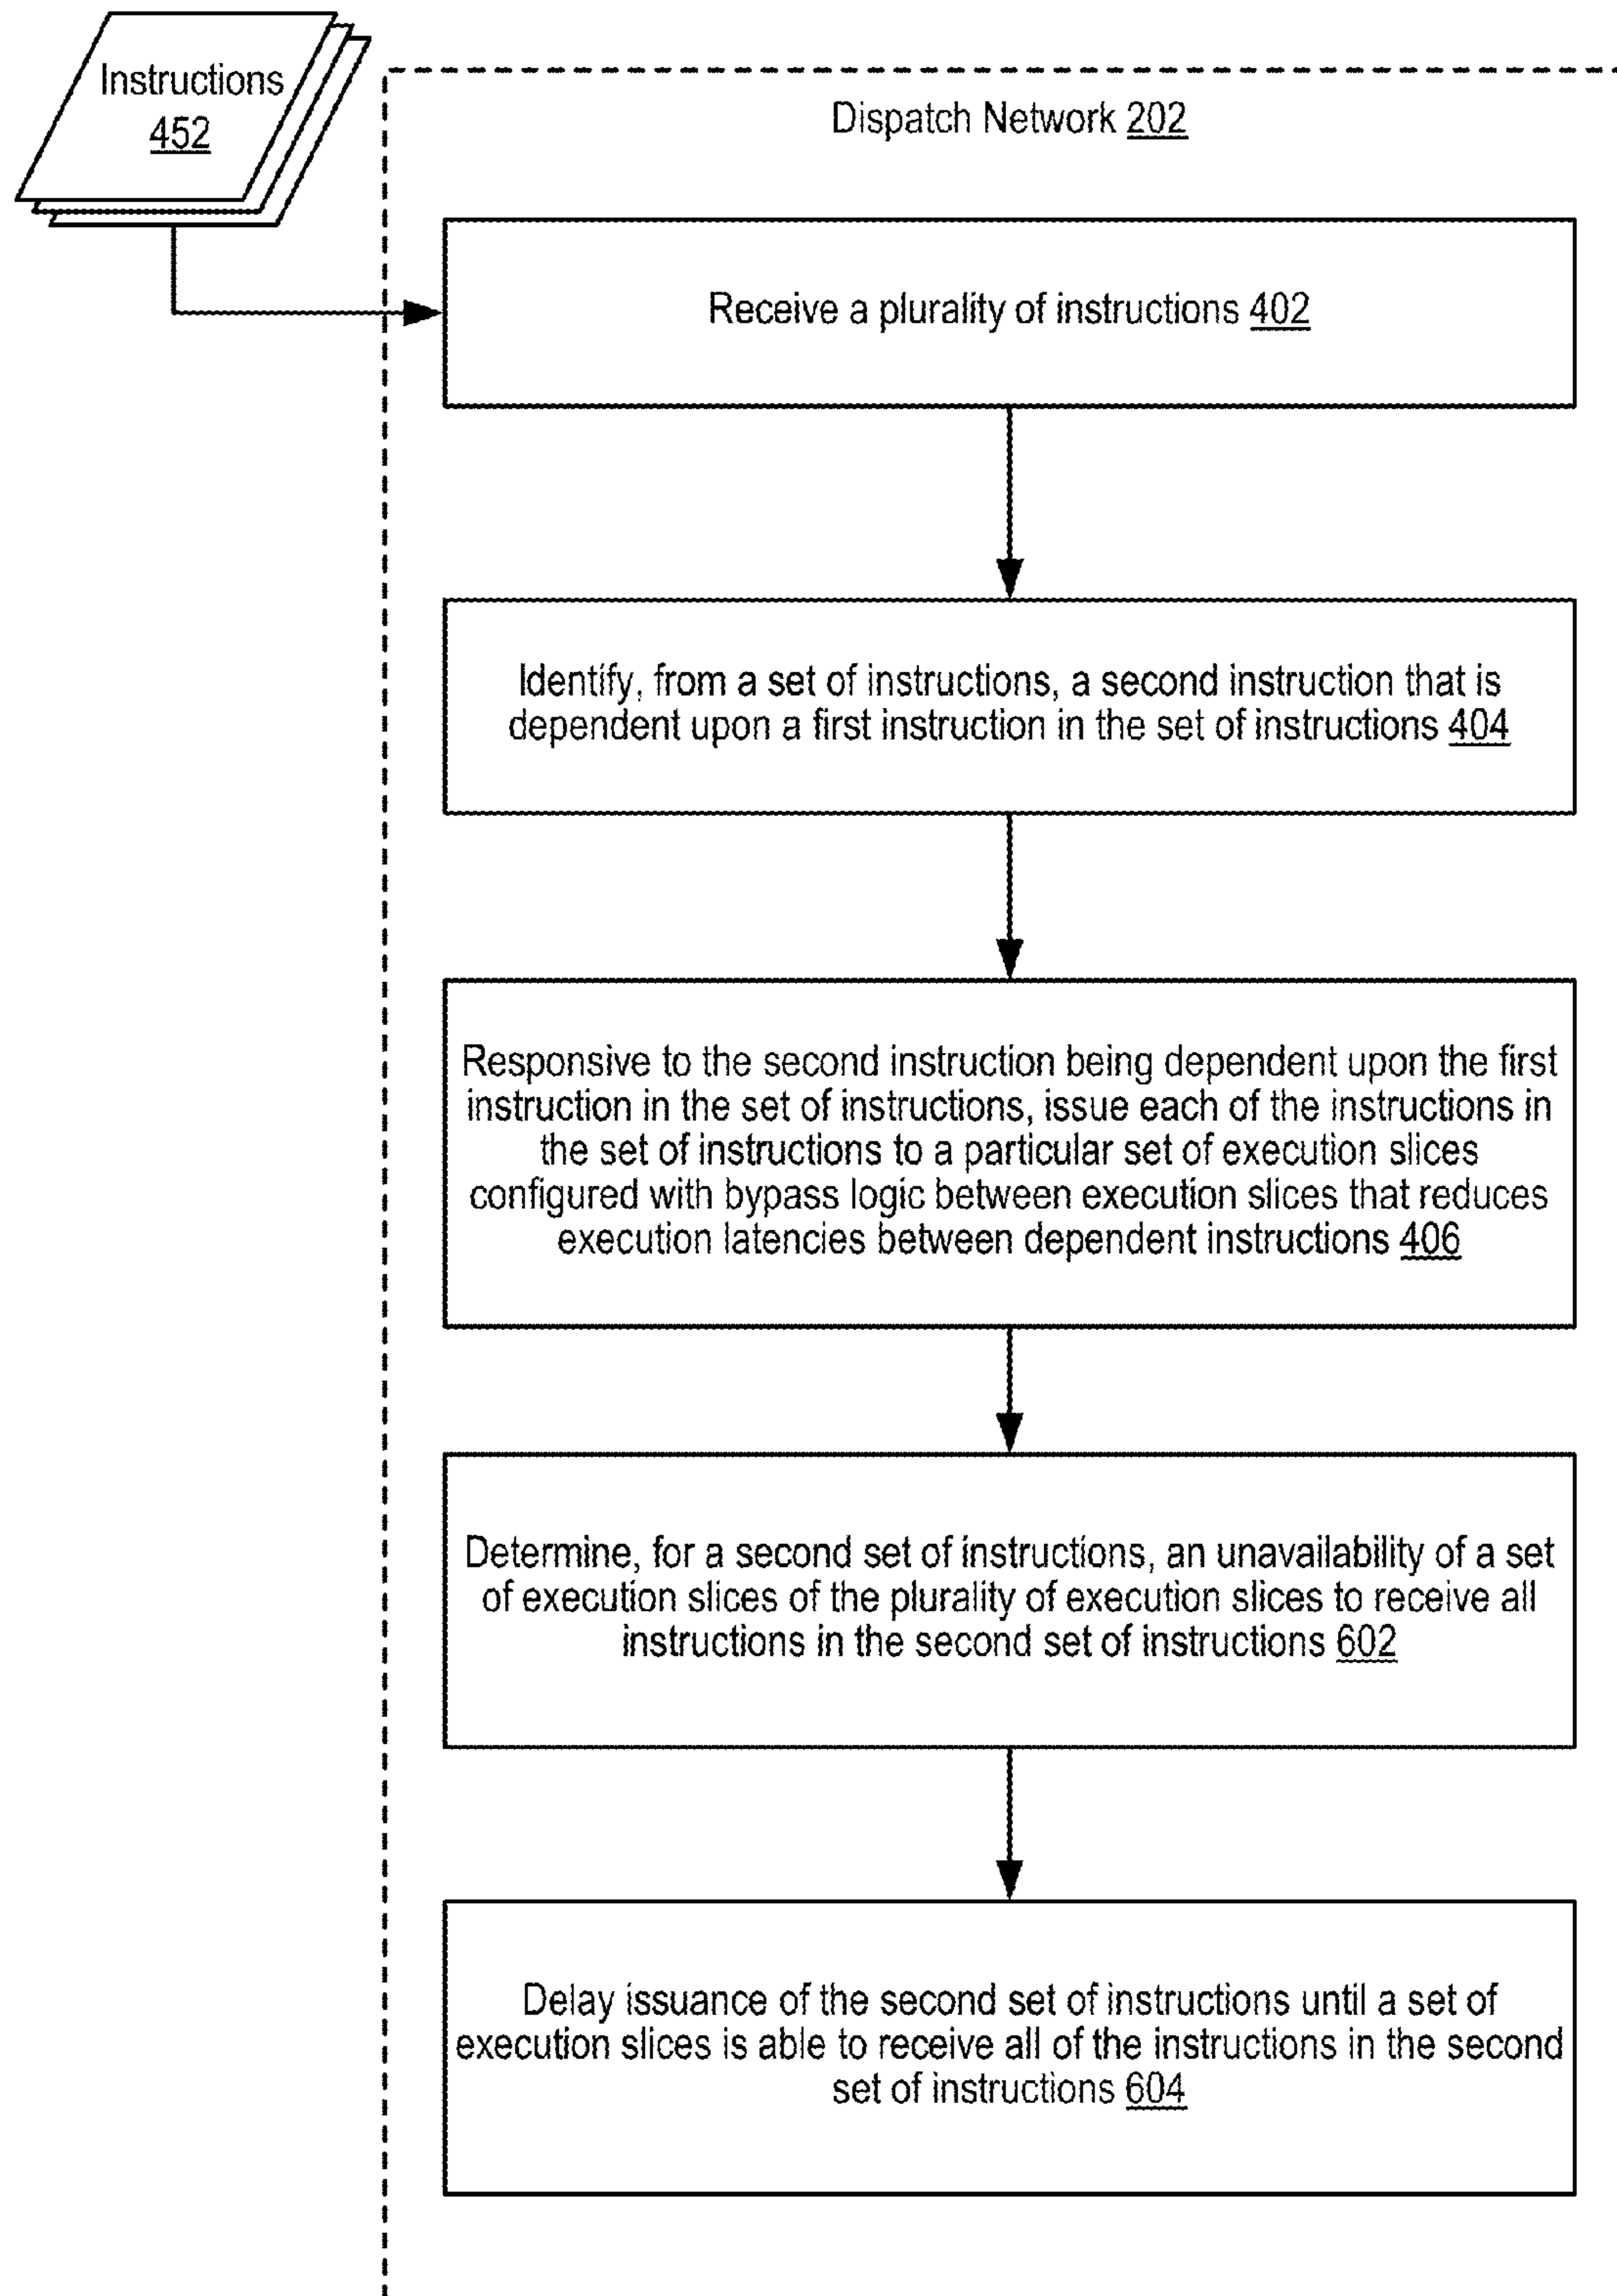 Instructions
452
Dispatch Network 202
Receive a plurality of instructions 402
Identify, from a set of instructions, a second instruction that is
dependent upon a first instruction in the set of instructions 404
Responsive to the second instruction being dependent upon the first
instruction in the set of instructions, issue each of the instructions in
the set of instructions to a particular set of execution slices
configured with bypass logic between execution slices that reduces
execution latencies between dependent instructions 406
Determine, for a second set of instructions, an unavailability of a set
of execution slices of the plurality of execution slices to receive all
instructions in the second set of instructions 602
Delay issuance of the second set of instructions until a set of
execution slices is able to receive all of the instructions in the second
set of instructions 604